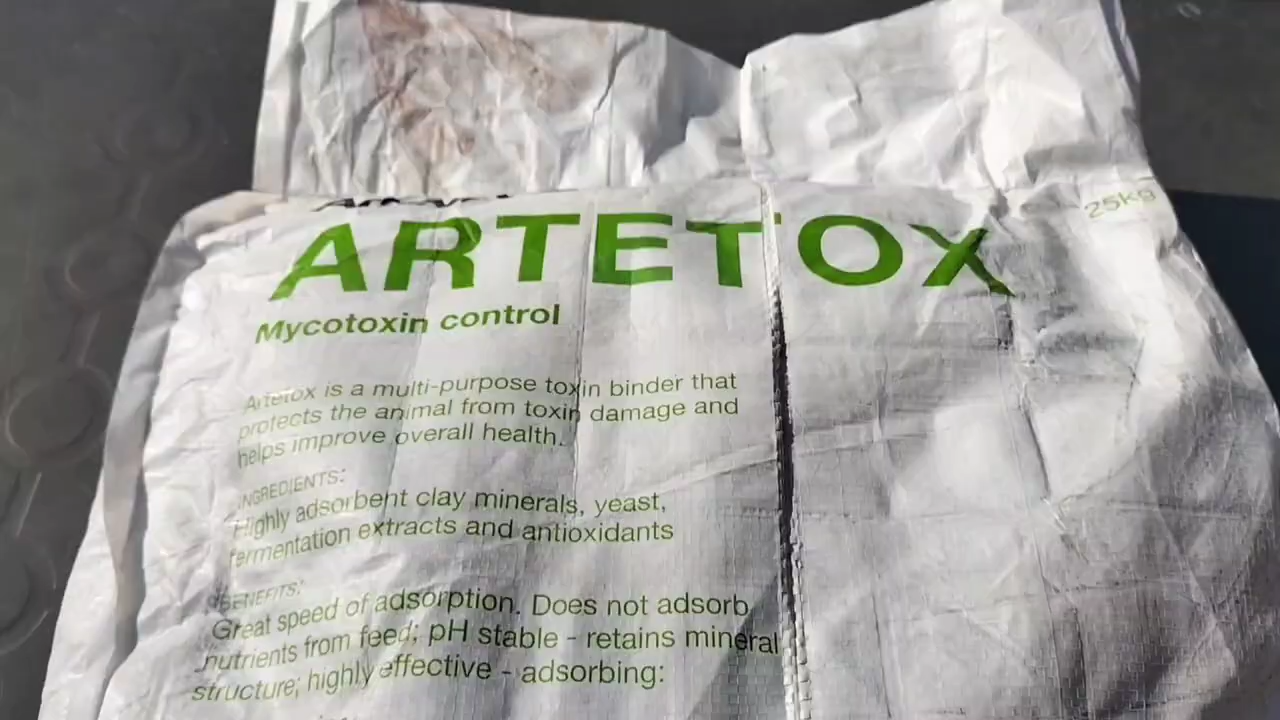 25kg
ARTETOX
Mycotoxin control
Artetox is a multi-purpose toxin binder that
protects the animal from toxin damage and
helps improve overall health.
INGREDIENTS:
Highly adsorbent clay minerals, yeast,
fermentation extracts and antioxidants
BENEFITS:
Great speed of adsorption. Does not adsorb
nutrients from feed; pH stable - retains mineral
structure; highly effective - adsorbing: